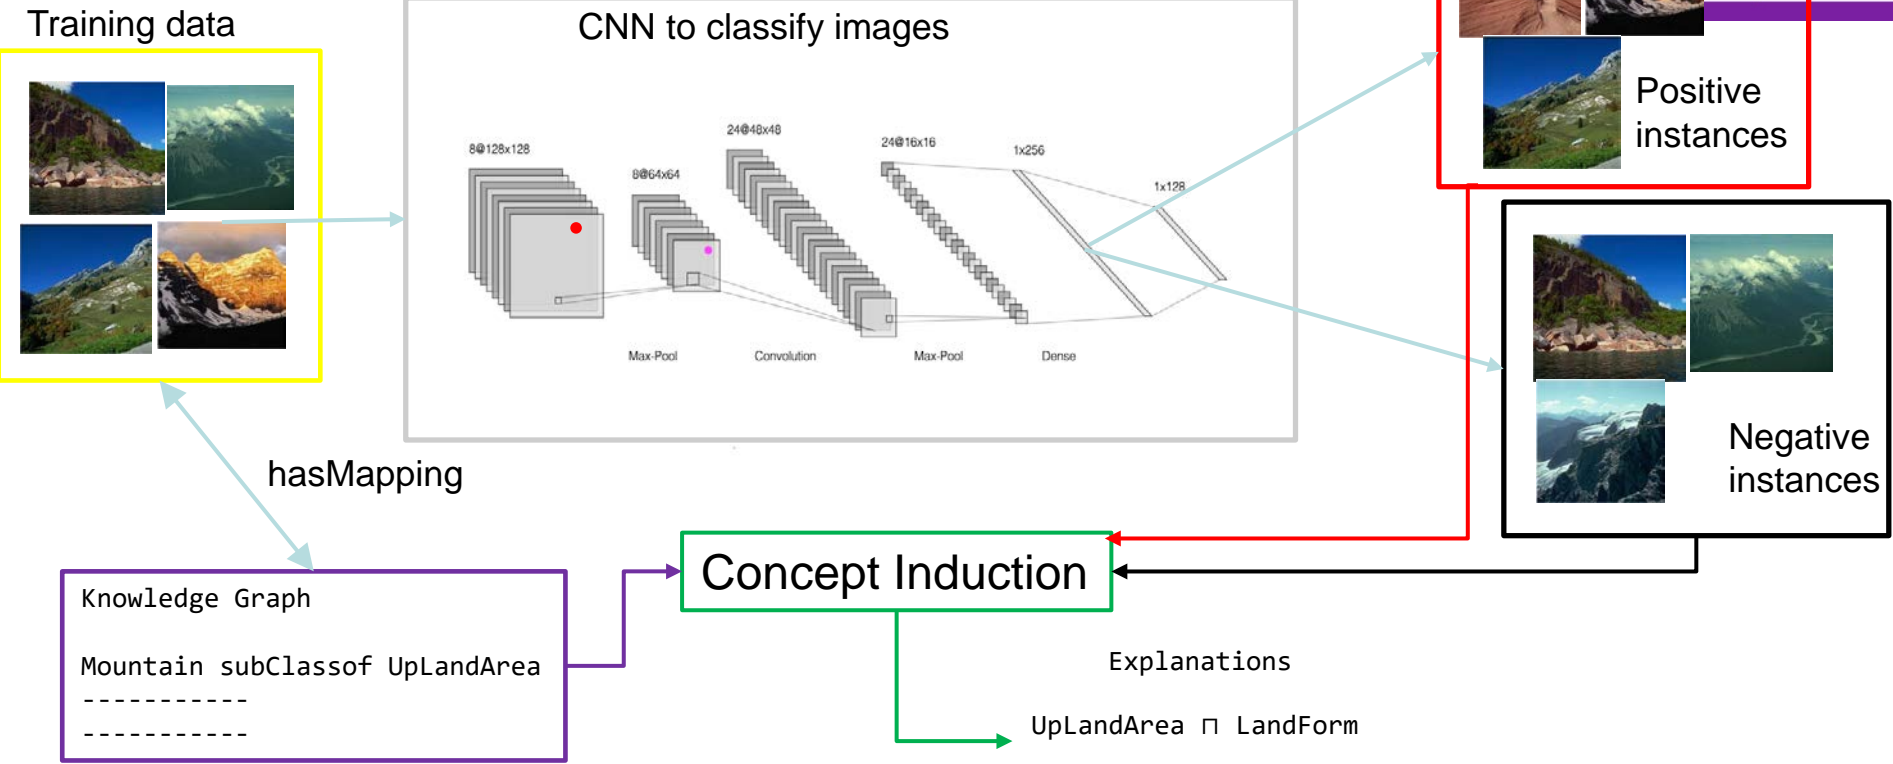 Training data
CNN to classify images
Positive
instances
8@128x128
8@64x64
24@48x48
24@16x16
1x256
1x128
Max-Pool
Convolution
Max-Pool
Dense
Negative
instances
hasMapping
Concept Induction
Knowledge Graph
Mountain subClassof UpLandArea
-----------
-----------
Explanations
UpLandArea ⊓ LandForm